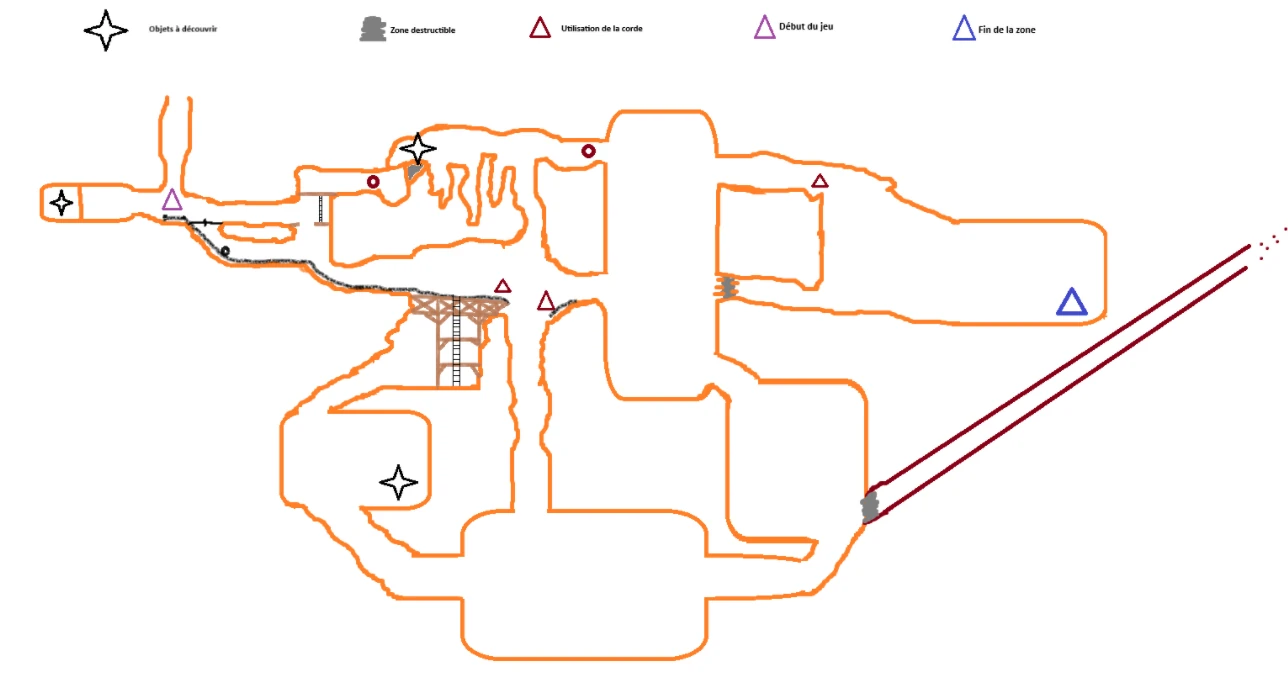 Objets à découvrir
Zone destructible
Utilisation de la corde
Début du jeu
Fin de la zone